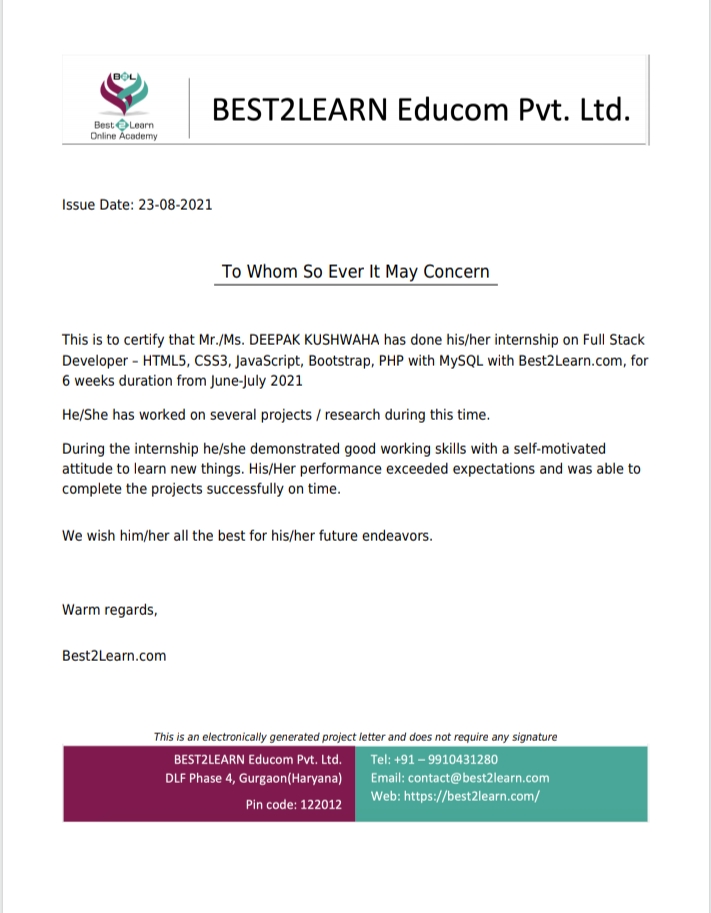 BOL
Best 2 Learn
Online Academy
BEST2LEARN Educom Pvt. Ltd.
Issue Date: 23-08-2021
To Whom So Ever It May Concern
This is to certify that Mr./Ms. DEEPAK KUSHWAHA has done his/her internship on Full Stack
Developer – HTML5, CSS3, JavaScript, Bootstrap, PHP with MySQL with Best2Learn.com, for
6 weeks duration from June-July 2021
He/She has worked on several projects / research during this time.
During the internship he/she demonstrated good working skills with a self-motivated
attitude to learn new things. His/Her performance exceeded expectations and was able to
complete the projects successfully on time.
We wish him/her all the best for his/her future endeavors.
Warm regards,
Best2Learn.com
This is an electronically generated project letter and does not require any signature
BEST2LEARN Educom Pvt. Ltd.
DLF Phase 4, Gurgaon(Haryana)
Pin code: 122012
Tel: +91 – 9910431280
Email: contact@best2learn.com
Web: https://best2learn.com/